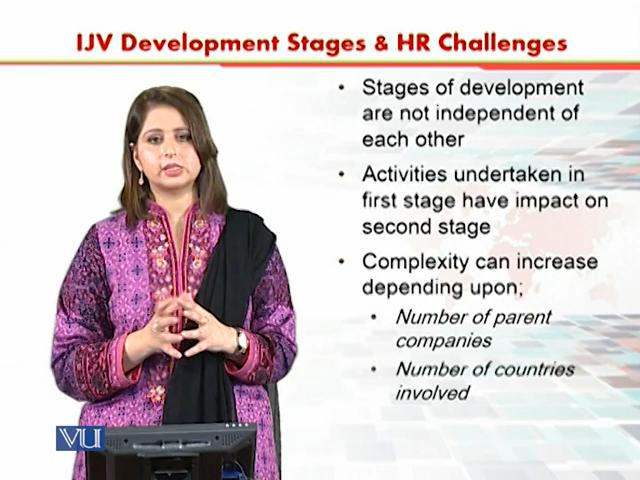 IJV Development Stages & HR Challenges
• Stages of development
are not independent of
each other
• Activities undertaken in
first stage have impact on
second stage
• Complexity can increase
depending upon;
• Number of parent
companies
• Number of countries
involved
VU